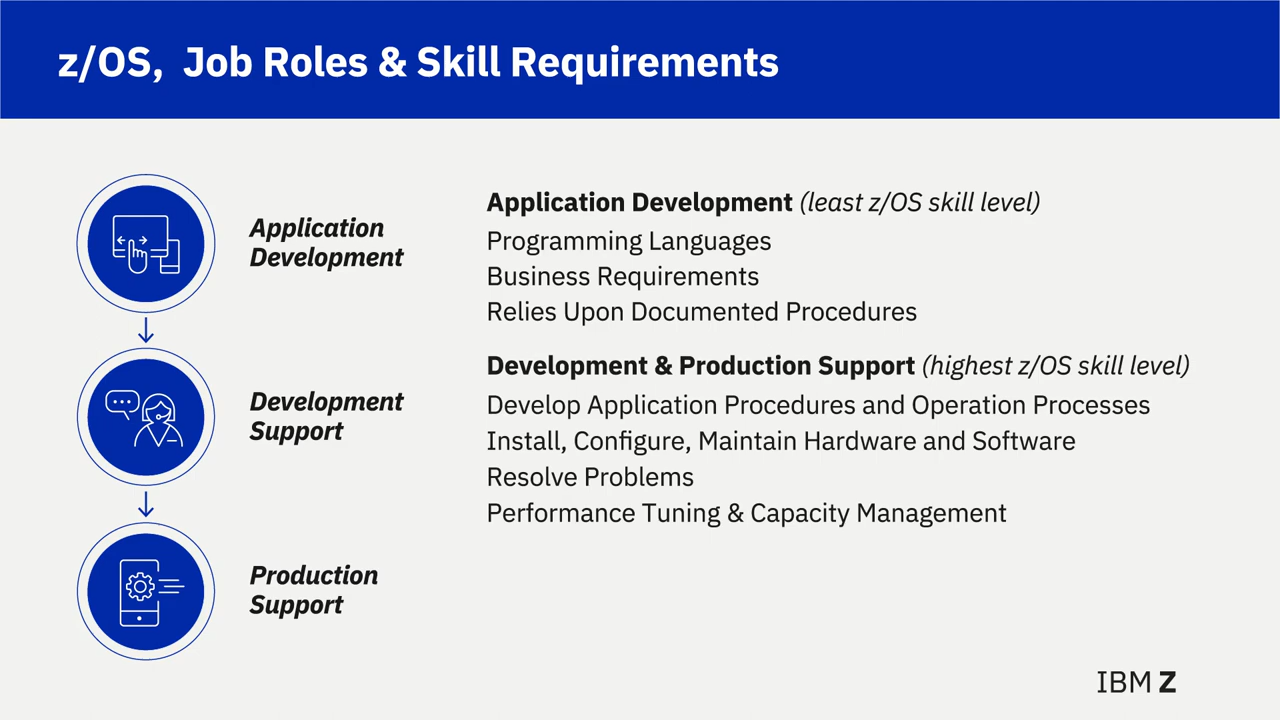 z/OS, Job Roles & Skill Requirements
Application
Development
Development
Support
Production
Support
Application Development (least z/OS skill level)
Programming Languages
Business Requirements
Relies Upon Documented Procedures
Development & Production Support (highest z/OS skill level)
Develop Application Procedures and Operation Processes
Install, Configure, Maintain Hardware and Software
Resolve Problems
Performance Tuning & Capacity Management
IBM Z